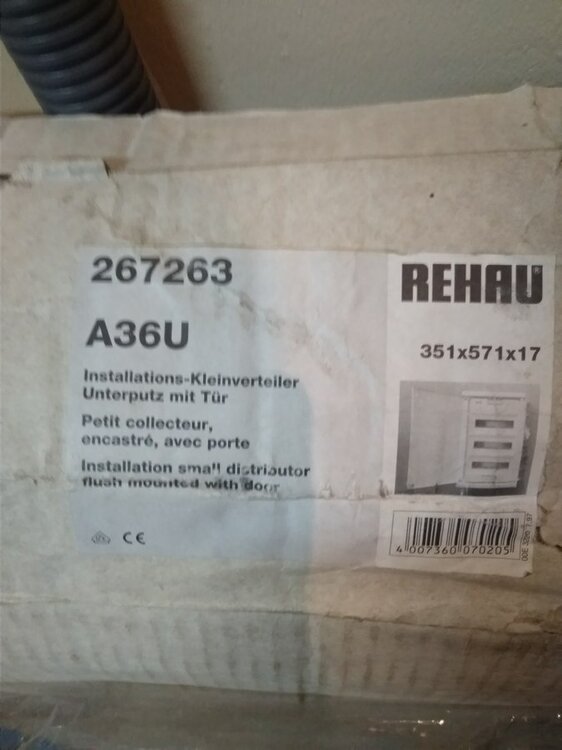 267263
REHAU®
A36U
351x571x17
Installations-Kleinverteiler
Unterputz mit Tür
Petit collecteur,
encastré, avec porte
Installation small distributor
flush mounted with door
CE
4 007360 070205